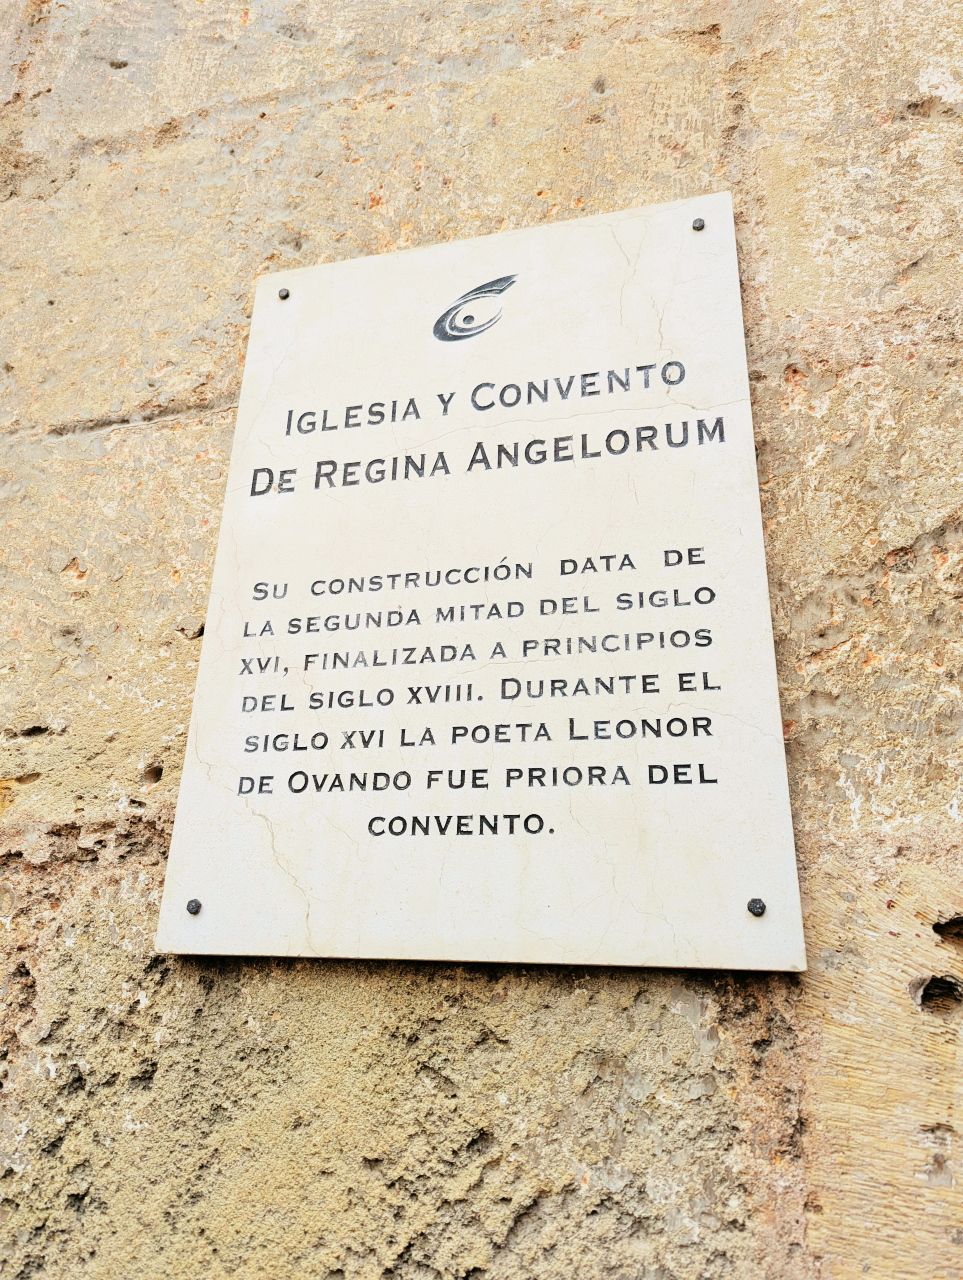 IGLESIA Y CONVENTO
DE REGINA ANGELORUM
SU CONSTRUCCIÓN DATA DE
LA SEGUNDA MITAD DEL SIGLO
XVI, FINALIZADA A PRINCIPIOS
DEL SIGLO XVIII. DURANTE EL
SIGLO XVI LA POETA LEONOR
DE OVANDO FUE PRIORA DEL
CONVENTO.